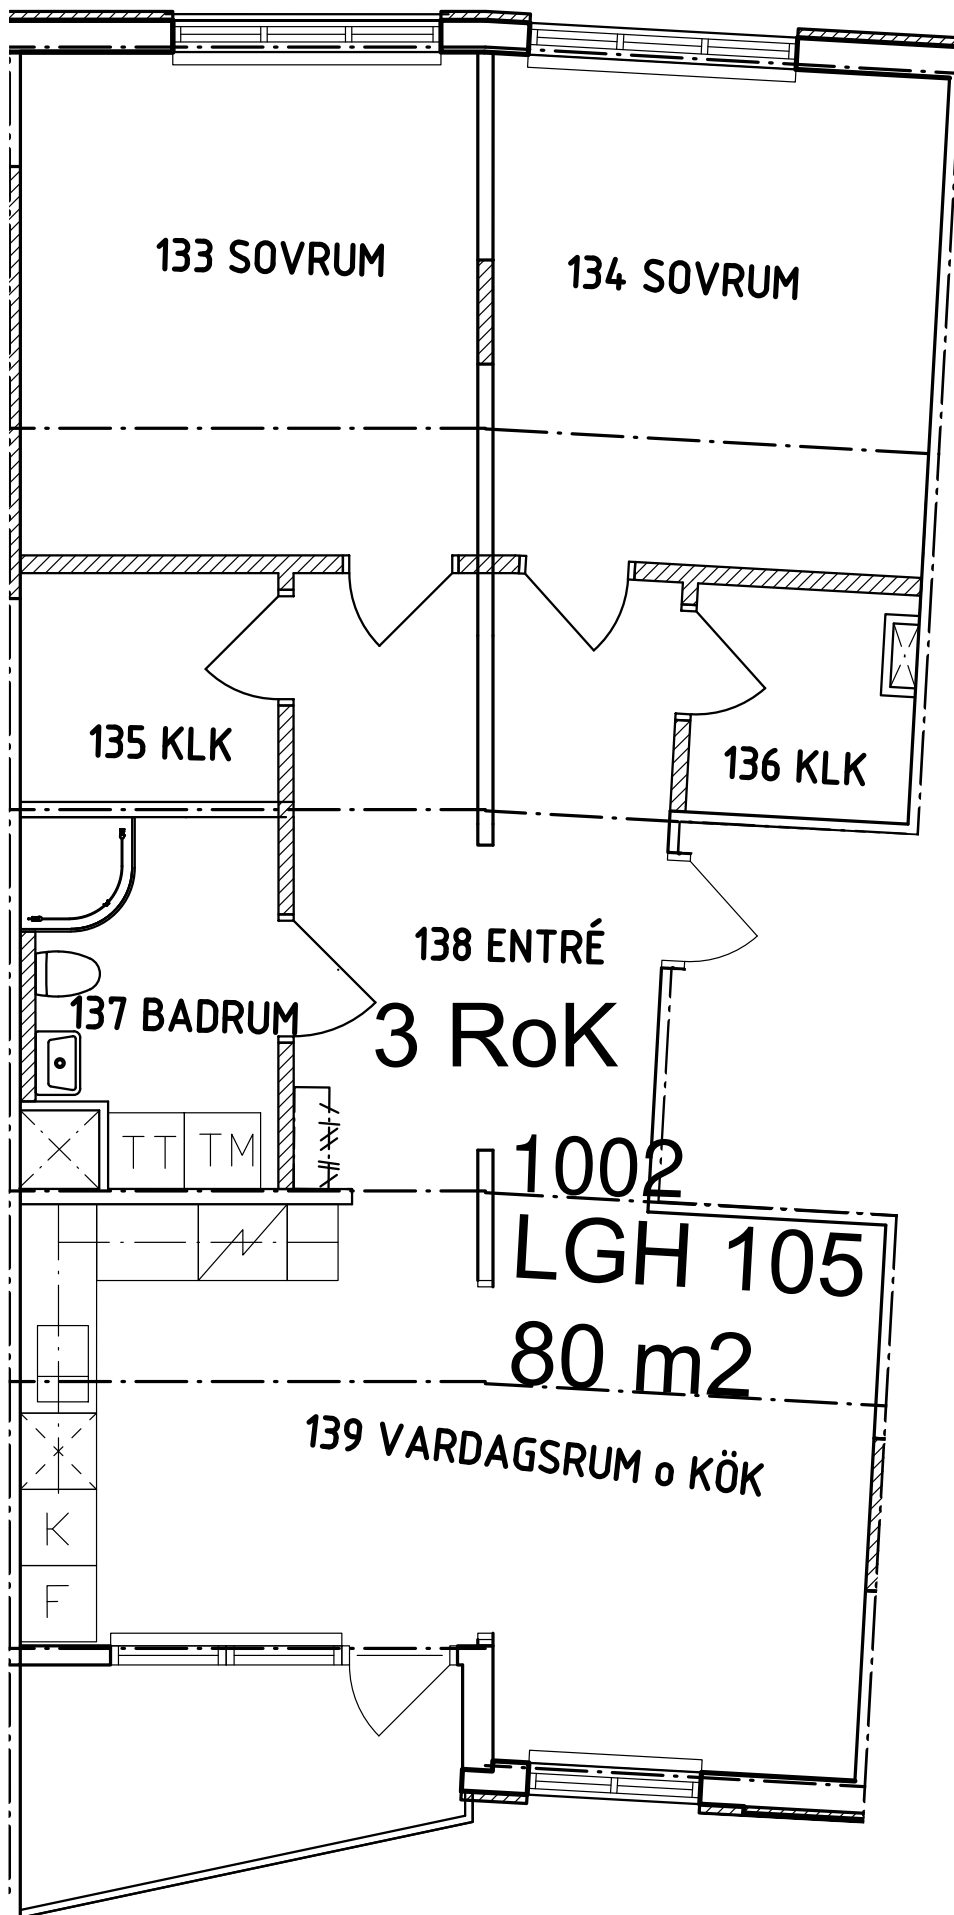 133 SOVRUM
134 SOVRUM
135 KLK
136 KLK
138 ENTRÉ
137 BADRUM
3 RoK
TT
TM
1002
LGH 105
80 m2
139 VARDAGSRUM o KÖK
K
F